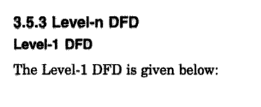 3.5.3 Level-n DFD
Level-1 DFD
The Level-1 DFD is given below: